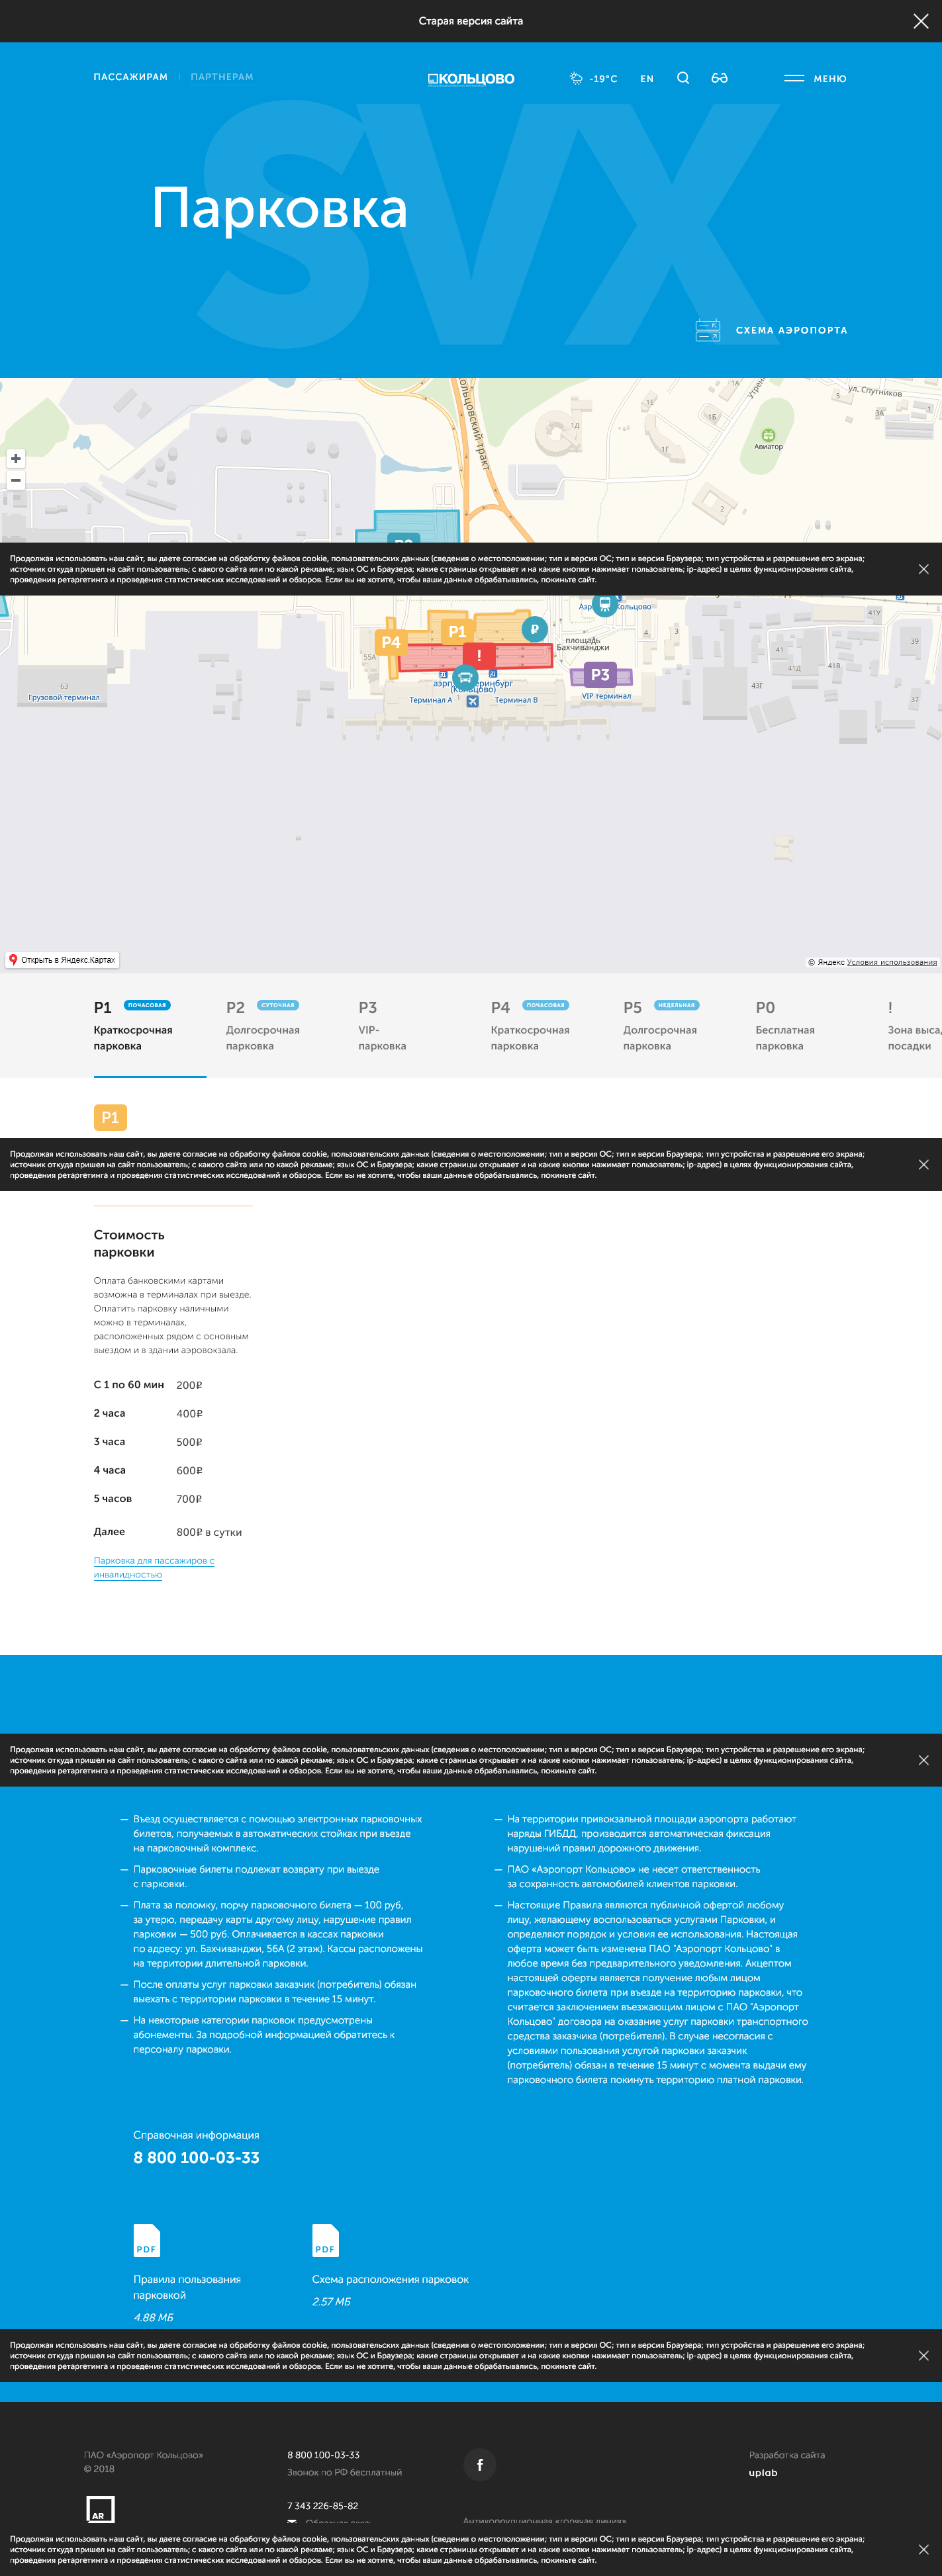 Старая версия сайта
ПАССАЖИРАМ
ПАРТНЕРАМ
КОЛЬЦОВО
-19°C
EN
МЕНЮ
SVX
Парковка
СХЕМА АЭРОПОРТА
Кольцовский тракт
1А
1Б
1Д
1Е
1Г
2
5
3А
1
ул. Спутников
Авиатор
Продолжая использовать наш сайт, вы даете согласие на обработку файлов cookie, пользовательских данных (сведения о местоположении; тип и версия ОС; тип и версия Браузера; тип устройства и разрешение его экрана;
источник откуда пришел на сайт пользователь; с какого сайта или по какой рекламе; язык ОС и Браузера; какие страницы открывает и на какие кнопки нажимает пользователь; ip-адрес) в целях функционирования сайта,
проведения ретаргетинга и проведения статистических исследований и обзоров. Если вы не хотите, чтобы ваши данные обрабатывались, покиньте сайт.
41У
P4
P1
₽
!
площадь
Бахчиванджи
4
3
55А
41
39
41Д
41В
43Г
37
63
Грузовой терминал
(Кольцово)
Терминал А
1
Терминал В
P3
VIP терминал
Открыть в Яндекс.Картах
© Яндекс Условия использования
P1 ПОЧАСОВАЯ
Краткосрочная
парковка
P2 СУТОЧНАЯ
Долгосрочная
парковка
P3
VIP-
парковка
P4 ПОЧАСОВАЯ
Краткосрочная
парковка
P5 НЕДЕЛЬНАЯ
Долгосрочная
парковка
P0
Бесплатная
парковка
!
Зона выса
посадки
P1
Продолжая использовать наш сайт, вы даете согласие на обработку файлов cookie, пользовательских данных (сведения о местоположении; тип и версия ОС; тип и версия Браузера; тип устройства и разрешение его экрана;
источник откуда пришел на сайт пользователь; с какого сайта или по какой рекламе; язык ОС и Браузера; какие страницы открывает и на какие кнопки нажимает пользователь; ip-адрес) в целях функционирования сайта,
проведения ретаргетинга и проведения статистических исследований и обзоров. Если вы не хотите, чтобы ваши данные обрабатывались, покиньте сайт.
Стоимость
парковки
Оплата банковскими картами
возможна в терминалах при выезде.
Оплатить парковку наличными
можно в терминалах,
расположенных рядом с основным
выездом и в здании аэровокзала.
С 1 по 60 мин 200₽
2 часа 400₽
3 часа 500₽
4 часа 600₽
5 часов 700₽
Далее 800₽ в сутки
Парковка для пассажиров с
инвалидностью
Продолжая использовать наш сайт, вы даете согласие на обработку файлов cookie, пользовательских данных (сведения о местоположении; тип и версия ОС; тип и версия Браузера; тип устройства и разрешение его экрана;
источник откуда пришел на сайт пользователь; с какого сайта или по какой рекламе; язык ОС и Браузера; какие страницы открывает и на какие кнопки нажимает пользователь; ip-адрес) в целях функционирования сайта,
проведения ретаргетинга и проведения статистических исследований и обзоров. Если вы не хотите, чтобы ваши данные обрабатывались, покиньте сайт.
— Въезд осуществляется с помощью электронных парковочных
билетов, получаемых в автоматических стойках при въезде
на парковочный комплекс.
— Парковочные билеты подлежат возврату при выезде
с парковки.
— Плата за поломку, порчу парковочного билета — 100 руб,
за утерю, передачу карты другому лицу, нарушение правил
парковки — 500 руб. Оплачивается в кассах парковки
по адресу: ул. Бахчиванджи, 56А (2 этаж). Кассы расположены
на территории длительной парковки.
— После оплаты услуг парковки заказчик (потребитель) обязан
выехать с территории парковки в течение 15 минут.
— На некоторые категории парковок предусмотрены
абонементы. За подробной информацией обратитесь к
персоналу парковки.
— На территории привокзальной площади аэропорта работают
наряды ГИБДД, производится автоматическая фиксация
нарушений правил дорожного движения.
— ПАО «Аэропорт Кольцово» не несет ответственность
за сохранность автомобилей клиентов парковки.
— Настоящие Правила являются публичной офертой любому
лицу, желающему воспользоваться услугами Парковки, и
определяют порядок и условия ее использования. Настоящая
оферта может быть изменена ПАО "Аэропорт Кольцово" в
любое время без предварительного уведомления. Акцептом
настоящей оферты является получение любым лицом
парковочного билета при въезде на территорию парковки, что
считается заключением въезжающим лицом с ПАО "Аэропорт
Кольцово" договора на оказание услуг парковки транспортного
средства заказчика (потребителя). В случае несогласия с
условиями пользования услугой парковки заказчик
(потребитель) обязан в течение 15 минут с момента выдачи ему
парковочного билета покинуть территорию платной парковки.
Справочная информация
8 800 100-03-33
PDF
Правила пользования
парковкой
4.88 МБ
PDF
Схема расположения парковок
2.57 МБ
Продолжая использовать наш сайт, вы даете согласие на обработку файлов cookie, пользовательских данных (сведения о местоположении; тип и версия ОС; тип и версия Браузера; тип устройства и разрешение его экрана;
источник откуда пришел на сайт пользователь; с какого сайта или по какой рекламе; язык ОС и Браузера; какие страницы открывает и на какие кнопки нажимает пользователь; ip-адрес) в целях функционирования сайта,
проведения ретаргетинга и проведения статистических исследований и обзоров. Если вы не хотите, чтобы ваши данные обрабатывались, покиньте сайт.
ПАО «Аэропорт Кольцово»
© 2018
AR
8 800 100-03-33
Звонок по РФ бесплатный
7 343 226-85-82
Обратная связь
f
Антикоррупционная «горячая линия»
Разработка сайта
uplab
Продолжая использовать наш сайт, вы даете согласие на обработку файлов cookie, пользовательских данных (сведения о местоположении; тип и версия ОС; тип и версия Браузера; тип устройства и разрешение его экрана;
источник откуда пришел на сайт пользователь; с какого сайта или по какой рекламе; язык ОС и Браузера; какие страницы открывает и на какие кнопки нажимает пользователь; ip-адрес) в целях функционирования сайта,
проведения ретаргетинга и проведения статистических исследований и обзоров. Если вы не хотите, чтобы ваши данные обрабатывались, покиньте сайт.